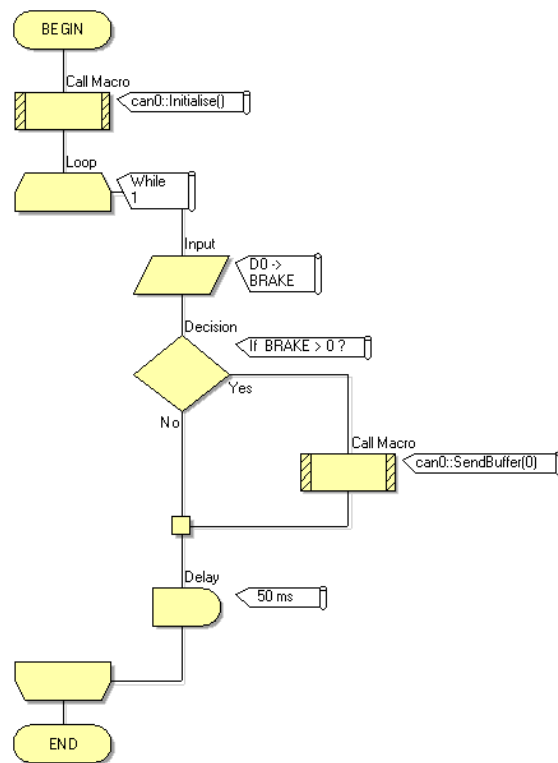 BEGIN
Call Macro
can0::Initialise()
Loop
While
1
Input
D0 ->
BRAKE
Decision
If BRAKE > 0 ?
Yes
No
Call Macro
can0::SendBuffer(0)
Delay
50 ms
END